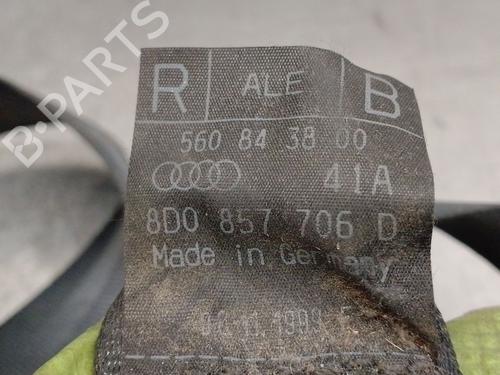 B-PARTS
R ALE B
560 84 38 00
41A
8D0 857 706 D
Made in Germany